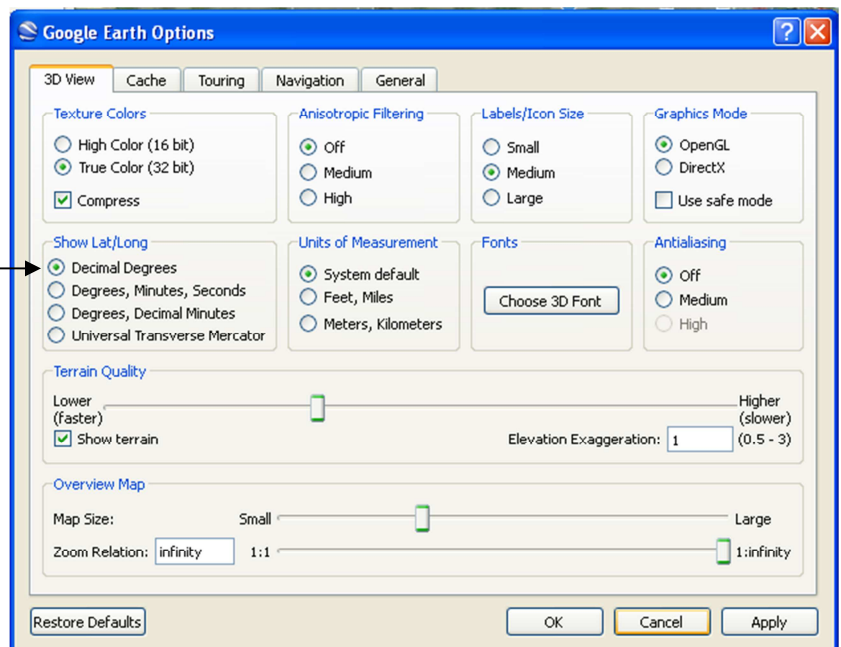 Google Earth Options
3D View Cache Touring Navigation General
Texture Colors
High Color (16 bit)
True Color (32 bit)
Compress
Anisotropic Filtering
Off
Medium
High
Labels/Icon Size
Small
Medium
Large
Graphics Mode
OpenGL
DirectX
Use safe mode
Show Lat/Long
Decimal Degrees
Degrees, Minutes, Seconds
Degrees, Decimal Minutes
Universal Transverse Mercator
Units of Measurement
System default
Feet, Miles
Meters, Kilometers
Fonts
Choose 3D Font
Antialiasing
Off
Medium
High
Terrain Quality
Lower
(faster)
Higher
(slower)
Show terrain
Elevation Exaggeration: 1 (0.5 - 3)
Overview Map
Map Size: Small Large
Zoom Relation: infinity 1:1 1:infinity
Restore Defaults OK Cancel Apply